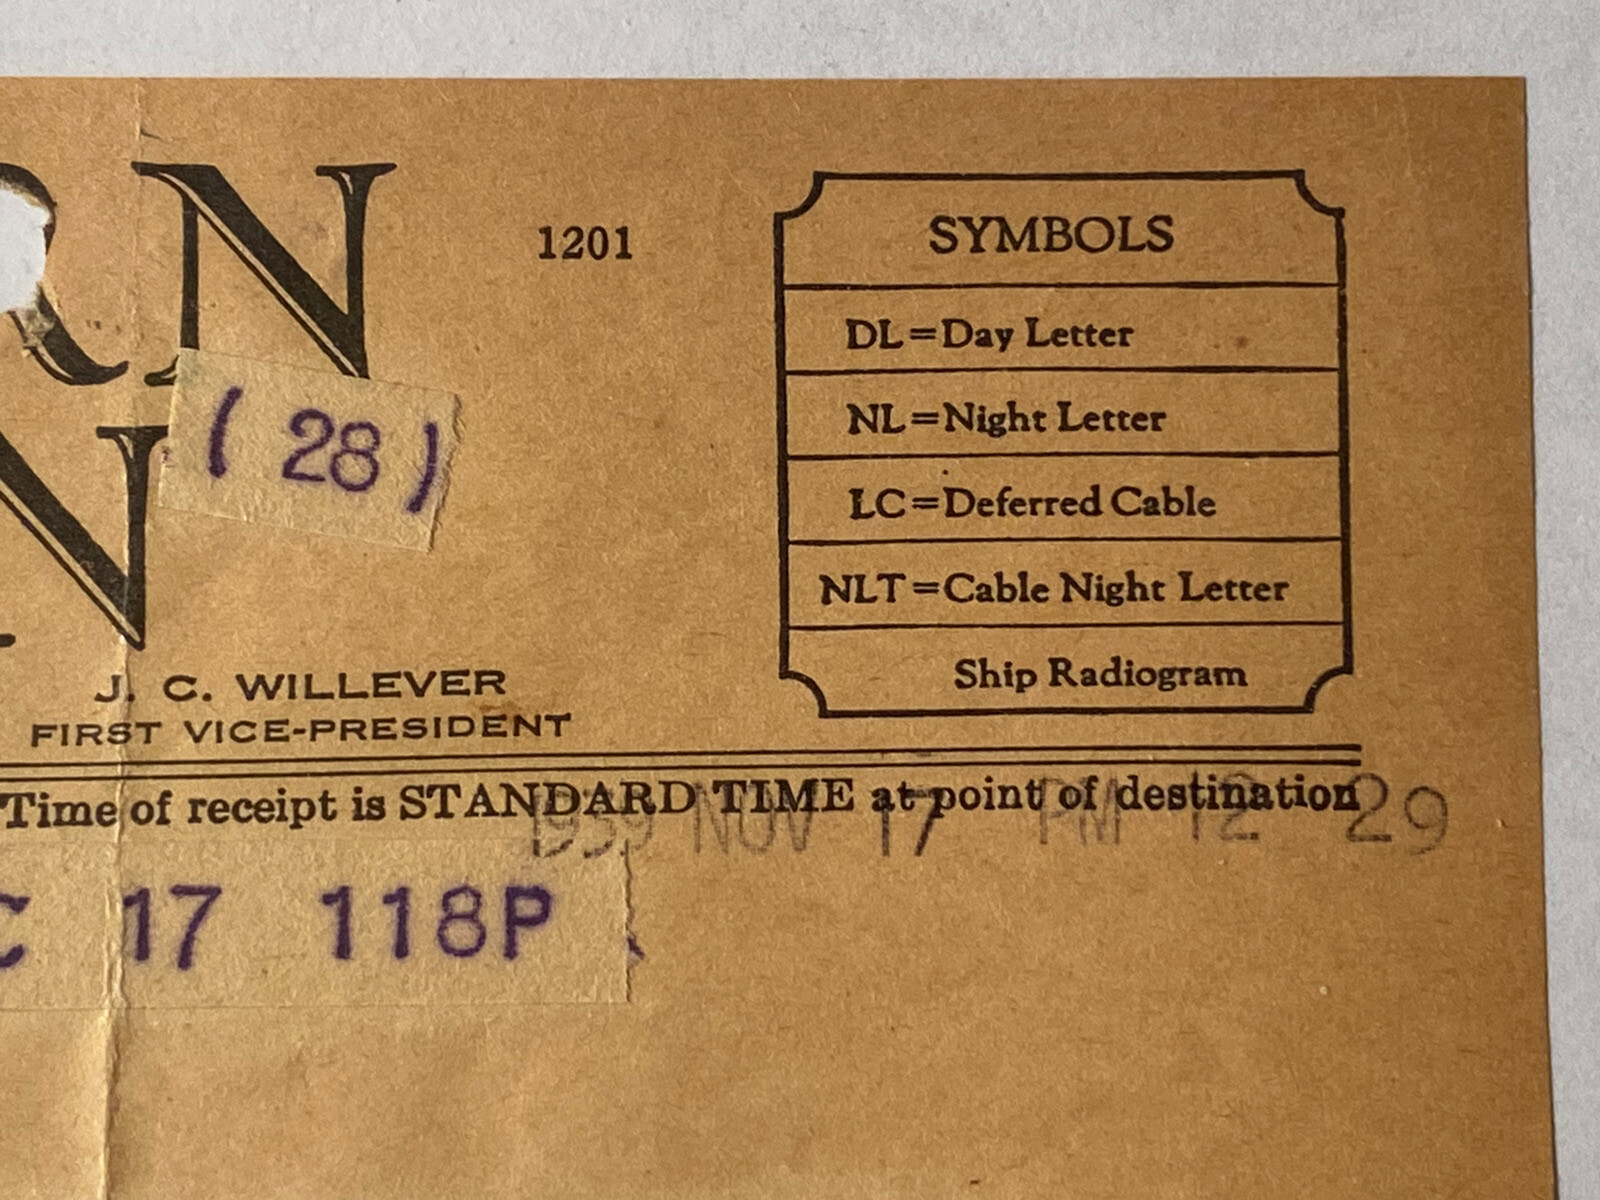 RN
1201
SYMBOLS
DL=Day Letter
NL=Night Letter
LC=Deferred Cable
NLT=Cable Night Letter
Ship Radiogram
( 28 )
N
J. C. WILLEVER
FIRST VICE-PRESIDENT
Time of receipt is STANDARD TIME at point of destination
1939 NOV 17 PM 12 29
C 17 118P